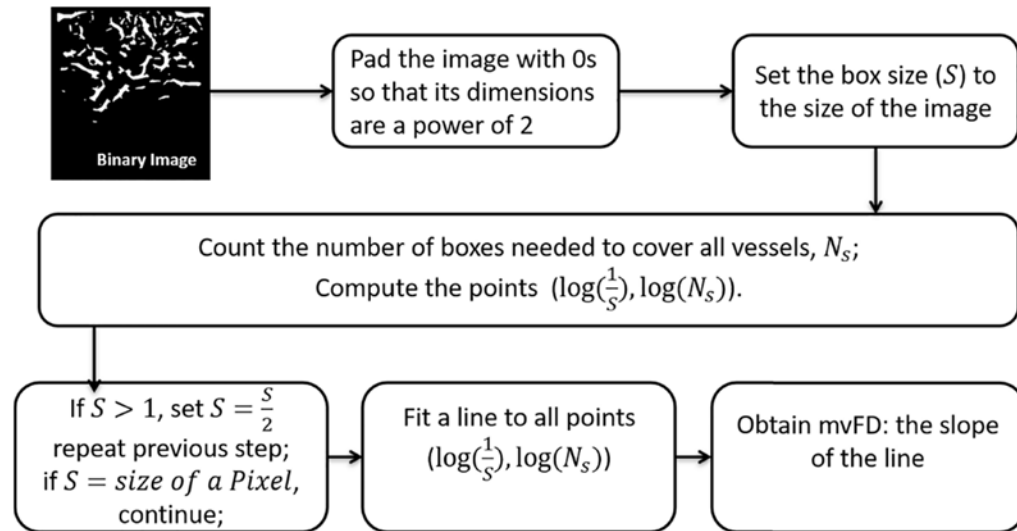 Binary Image
Pad the image with 0s
so that its dimensions
are a power of 2
Set the box size (S) to
the size of the image
Count the number of boxes needed to cover all vessels, Nₛ;
Compute the points (log(1/S), log(Nₛ)).
If S > 1, set S = S/2
repeat previous step;
if S = size of a Pixel,
continue;
Fit a line to all points
(log(1/S), log(Nₛ))
Obtain mvFD: the slope
of the line